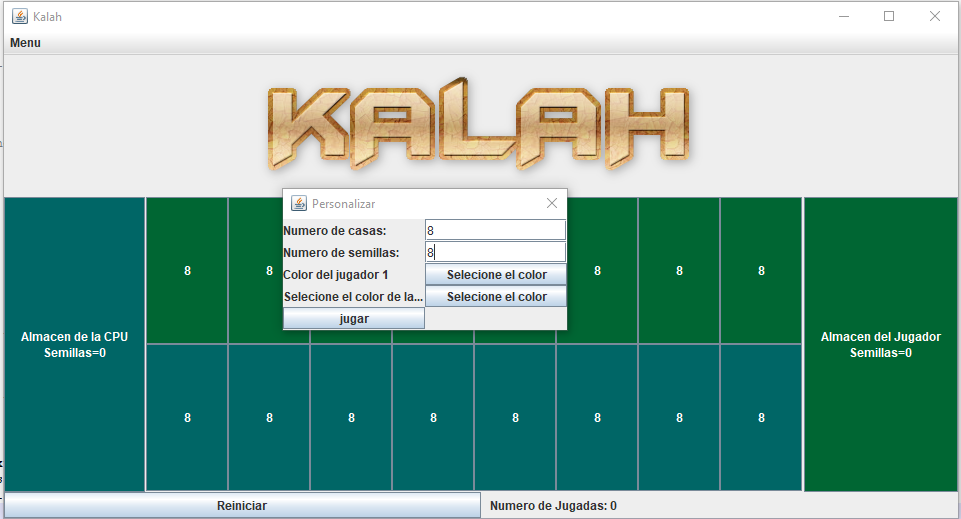 Kalah
Menu
KALAH
Personalizar
Numero de casas: 8
Numero de semillas: 8
Color del jugador 1 Selecione el color
Selecione el color de la... Selecione el color
jugar
8 8 8 8 8
Almacen de la CPU
Semillas=0
Almacen del Jugador
Semillas=0
8 8 8 8 8 8 8 8
Reiniciar Numero de Jugadas: 0